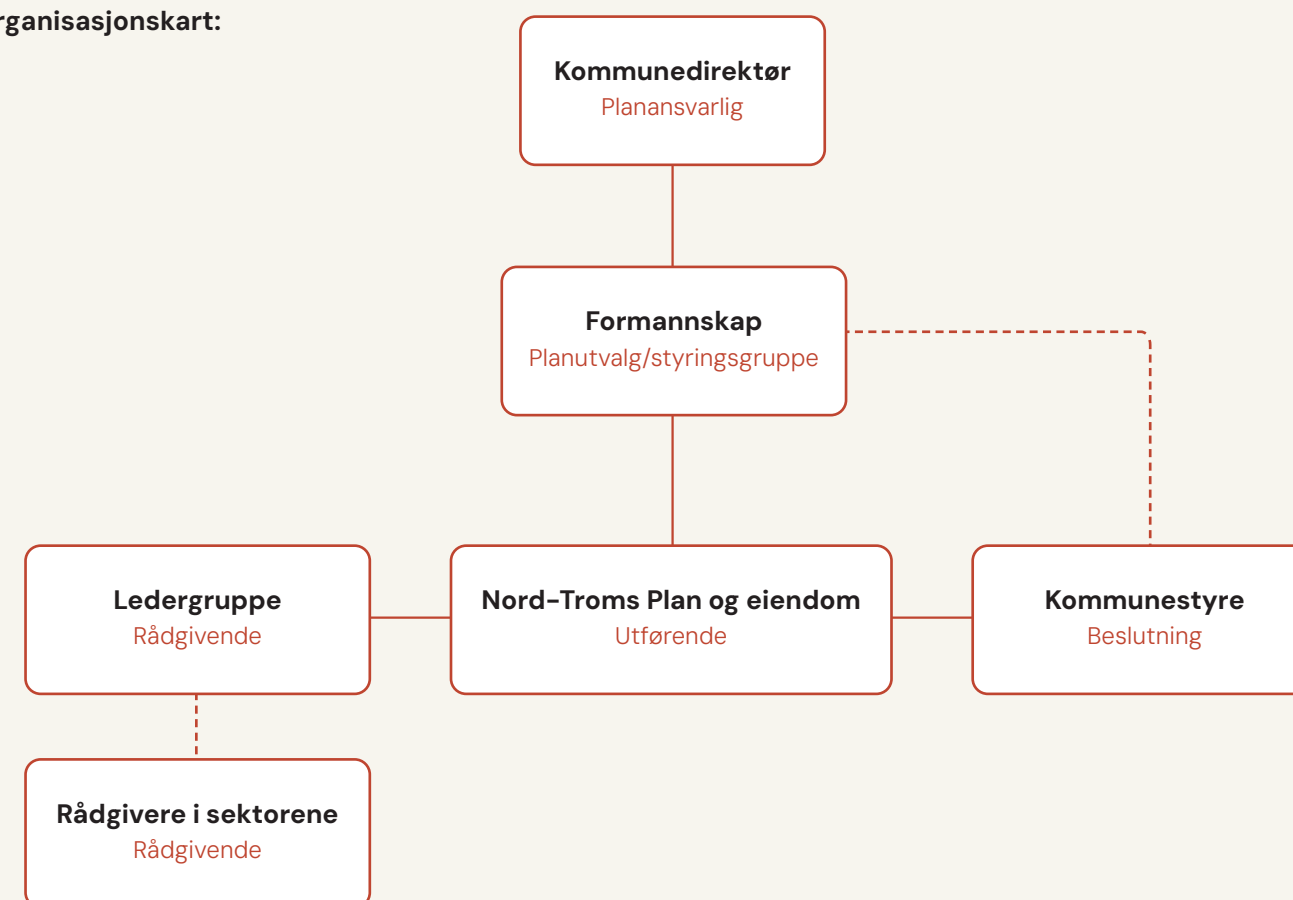 rganisasjonskart:
Kommunedirektør
Planansvarlig
Formannskap
Planutvalg/styringsgruppe
Ledergruppe
Rådgivende
Nord-Troms Plan og eiendom
Utførende
Kommunestyre
Beslutning
Rådgivere i sektorene
Rådgivende